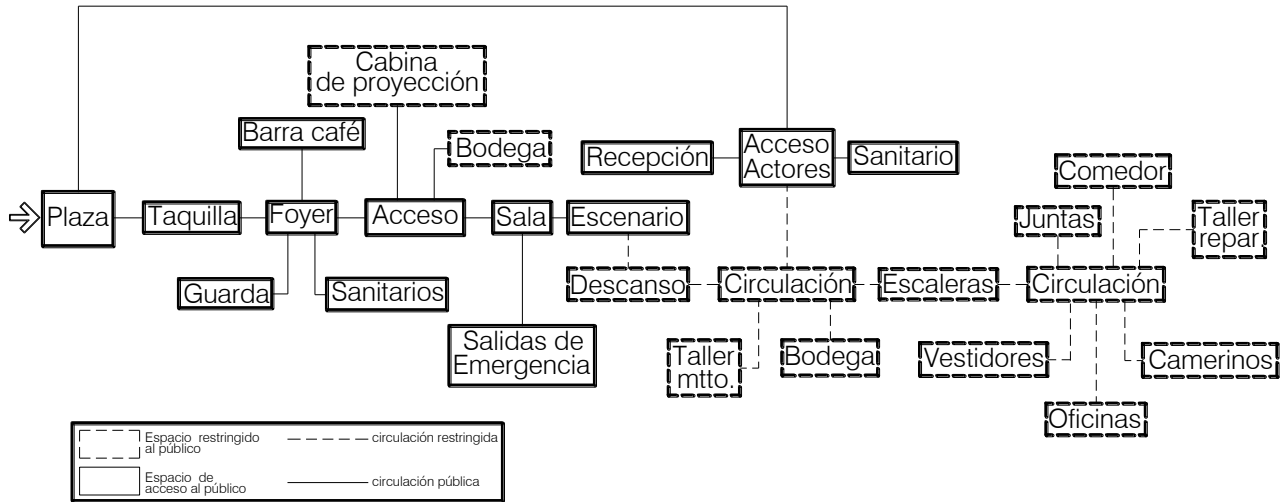 Cabina
de proyección
Barra café
Bodega
Recepción
Acceso
Actores
Sanitario
Comedor
Juntas
Taller
repar.
Plaza
Taquilla
Foyer
Acceso
Sala
Escenario
Guarda
Sanitarios
Descanso
Circulación
Escaleras
Circulación
Salidas de
Emergencia
Taller
mtto.
Bodega
Vestidores
Camerinos
Oficinas
Espacio restringido
al público
circulación restringida
Espacio de
acceso al público
circulación pública